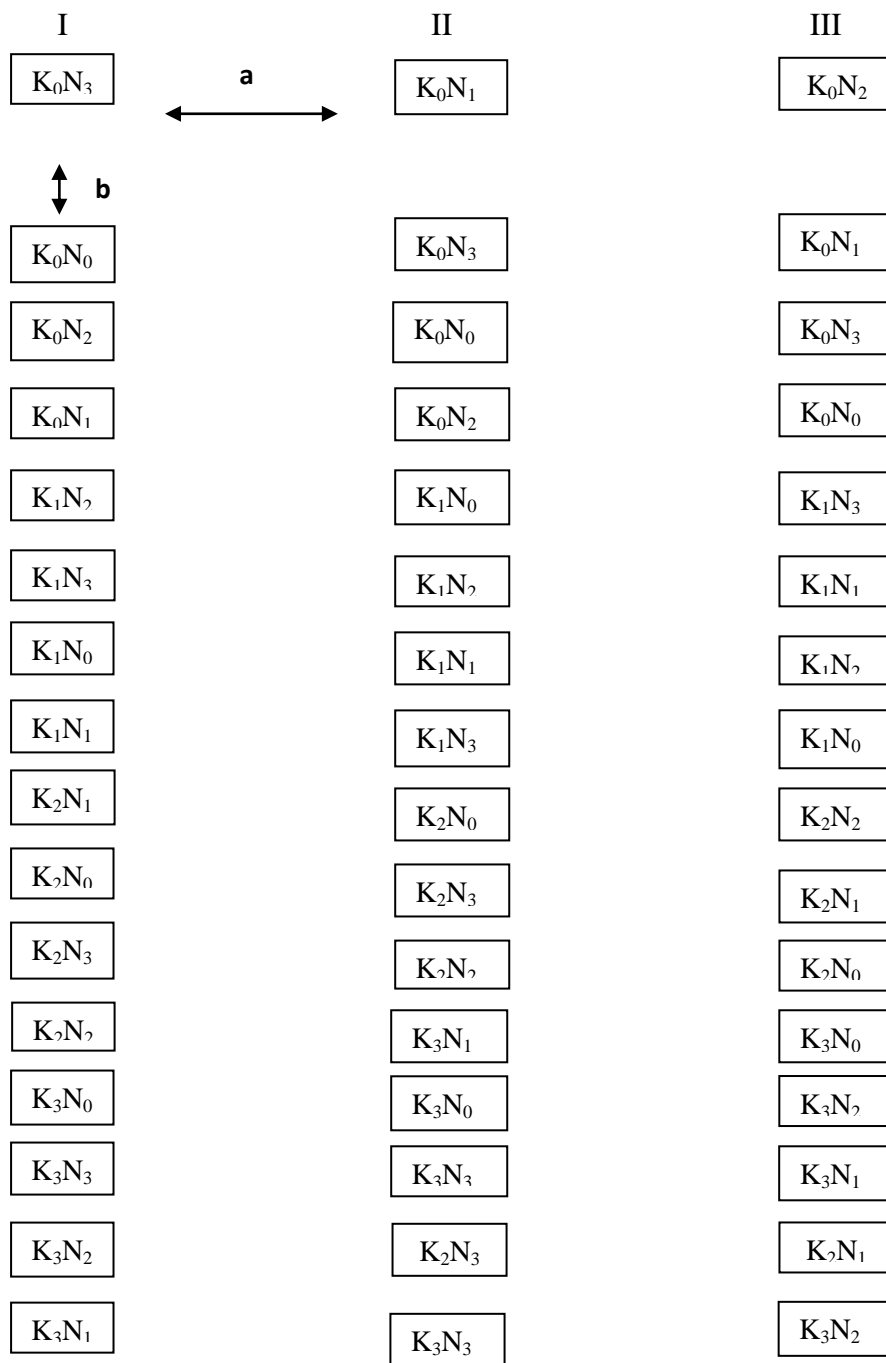 I II III
K₀N₃ a K₀N₁ K₀N₂
b
K₀N₀ K₀N₃ K₀N₁
K₀N₂ K₀N₀ K₀N₃
K₀N₁ K₀N₂ K₀N₀
K₁N₂ K₁N₀ K₁N₃
K₁N₃ K₁N₂ K₁N₁
K₁N₀ K₁N₁ K₁N₂
K₁N₁ K₁N₃ K₁N₀
K₂N₁ K₂N₀ K₂N₂
K₂N₀ K₂N₃ K₂N₁
K₂N₃ K₂N₂ K₂N₀
K₂N₂ K₃N₁ K₃N₀
K₃N₀ K₃N₀ K₃N₂
K₃N₃ K₃N₃ K₃N₁
K₃N₂ K₂N₃ K₂N₁
K₃N₁ K₃N₃ K₃N₂